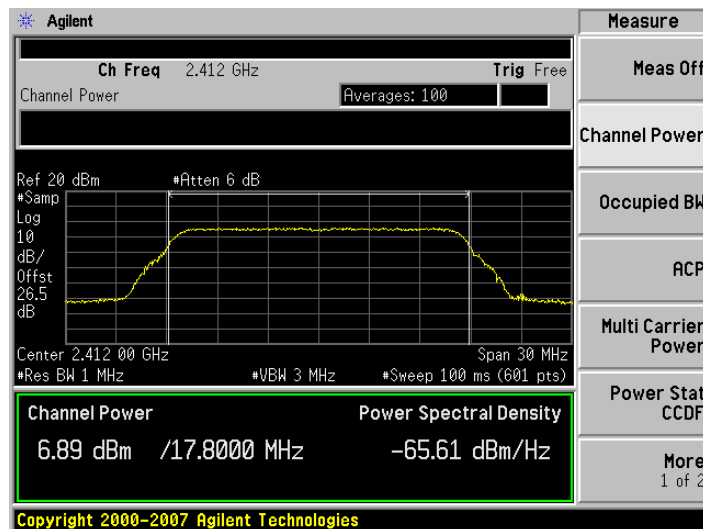 Agilent
Measure
Ch Freq 2.412 GHz Trig Free
Channel Power Averages: 100
Meas Off
Channel Power
Occupied BW
ACP
Multi Carrier
Power
Power Stat
CCDF
More
1 of 2
Ref 20 dBm #Atten 6 dB
#Samp
Log
10
dB/
Offst
26.5
dB
Center 2.412 00 GHz Span 30 MHz
#Res BW 1 MHz #VBW 3 MHz #Sweep 100 ms (601 pts)
Channel Power Power Spectral Density
6.89 dBm /17.8000 MHz -65.61 dBm/Hz
Copyright 2000-2007 Agilent Technologies